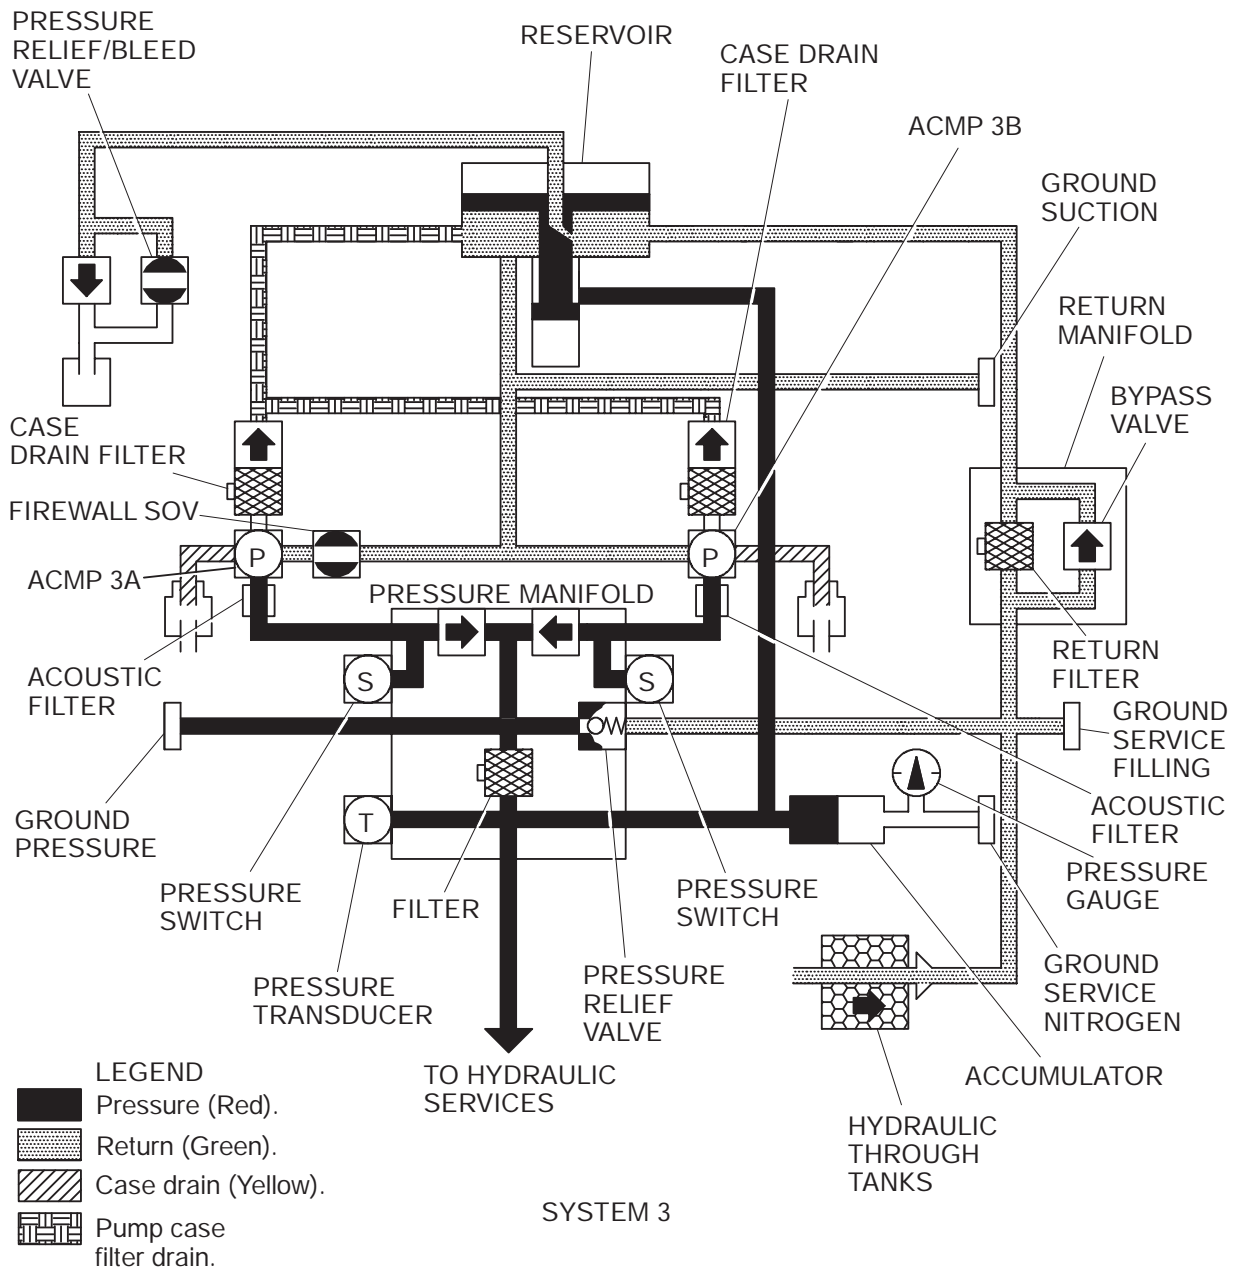 PRESSURE
RELIEF/BLEED
VALVE
RESERVOIR
CASE DRAIN
FILTER
ACMP 3B
GROUND
SUCTION
RETURN
MANIFOLD
BYPASS
VALVE
CASE
DRAIN FILTER
FIREWALL SOV
P
P
ACMP 3A
PRESSURE MANIFOLD
ACOUSTIC
FILTER
S
S
RETURN
FILTER
GROUND
SERVICE
FILLING
GROUND
PRESSURE
T
ACOUSTIC
FILTER
PRESSURE
SWITCH
FILTER
PRESSURE
SWITCH
PRESSURE
GAUGE
PRESSURE
TRANSDUCER
PRESSURE
RELIEF
VALVE
GROUND
SERVICE
NITROGEN
TO HYDRAULIC
SERVICES
ACCUMULATOR
HYDRAULIC
THROUGH
TANKS
LEGEND
Pressure (Red).
Return (Green).
Case drain (Yellow).
Pump case
filter drain.
SYSTEM 3